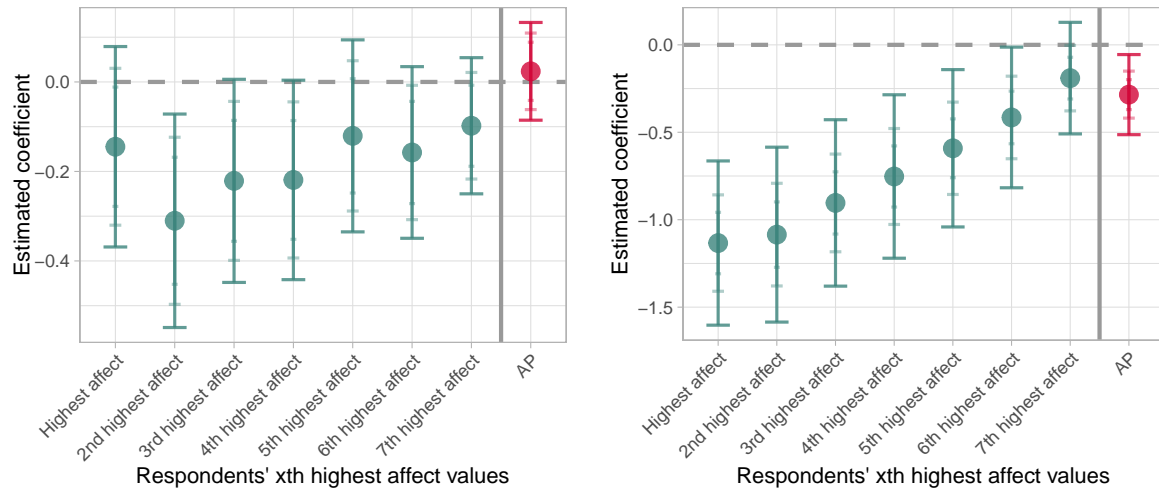 Estimated coefficient
0.0
−0.2
−0.4
Highest affect
2nd highest affect
3rd highest affect
4th highest affect
5th highest affect
6th highest affect
7th highest affect
AP
Respondents' xth highest affect values
Estimated coefficient
0.0
−0.5
−1.0
−1.5
Highest affect
2nd highest affect
3rd highest affect
4th highest affect
5th highest affect
6th highest affect
7th highest affect
AP
Respondents' xth highest affect values